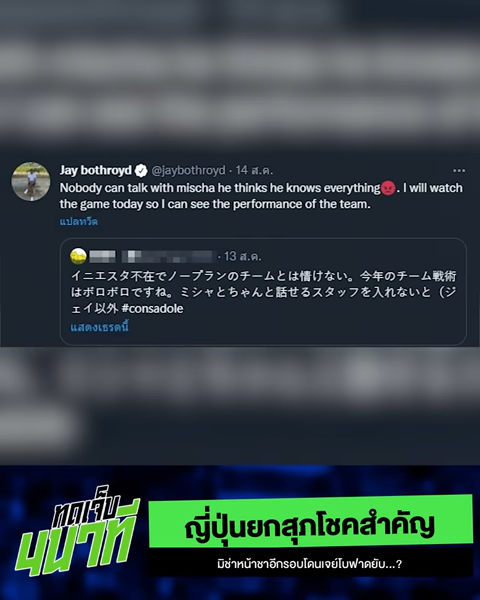 Jay bothroyd @jaybothroyd · 14 ส.ค.
Nobody can talk with mischa he thinks he knows everything😡. I will watch
the game today so I can see the performance of the team.
แปลทวีต
· 13 ส.ค.
イニエスタ不在でノープランのチームとは情けない。今年のチーム戦術
はボロボロですね。ミシャとちゃんと話せるスタッフを入れないと（ジ
ェイ以外 #consadole
แสดงเธรดนี้
ทดเจ็บ
4นาที
ญี่ปุ่นยกสุภโชคสำคัญ
มิช่าหน้าชาอีกรอบโดนเจย์โบฟาดยับ...?